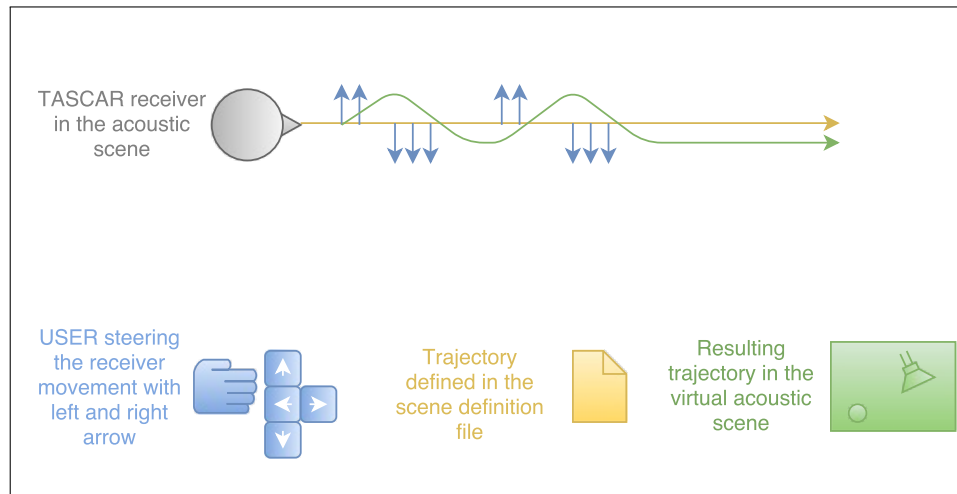 TASCAR receiver
in the acoustic
scene
USER steering
the receiver
movement with
left and right
arrow
Trajectory
defined in the
scene definition
file
Resulting
trajectory in the
virtual acoustic
scene